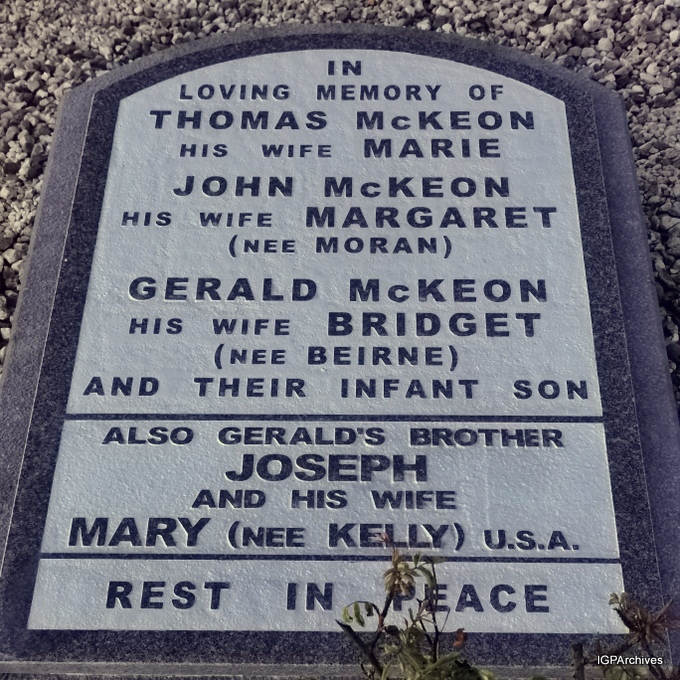 IN
LOVING MEMORY OF
THOMAS McKEON
HIS WIFE MARIE
JOHN McKEON
HIS WIFE MARGARET
(NEE MORAN)
GERALD McKEON
HIS WIFE BRIDGET
(NEE BEIRNE)
AND THEIR INFANT SON
ALSO GERALD'S BROTHER
JOSEPH
AND HIS WIFE
MARY (NEE KELLY) U.S.A.
REST IN PEACE
IGPArchives